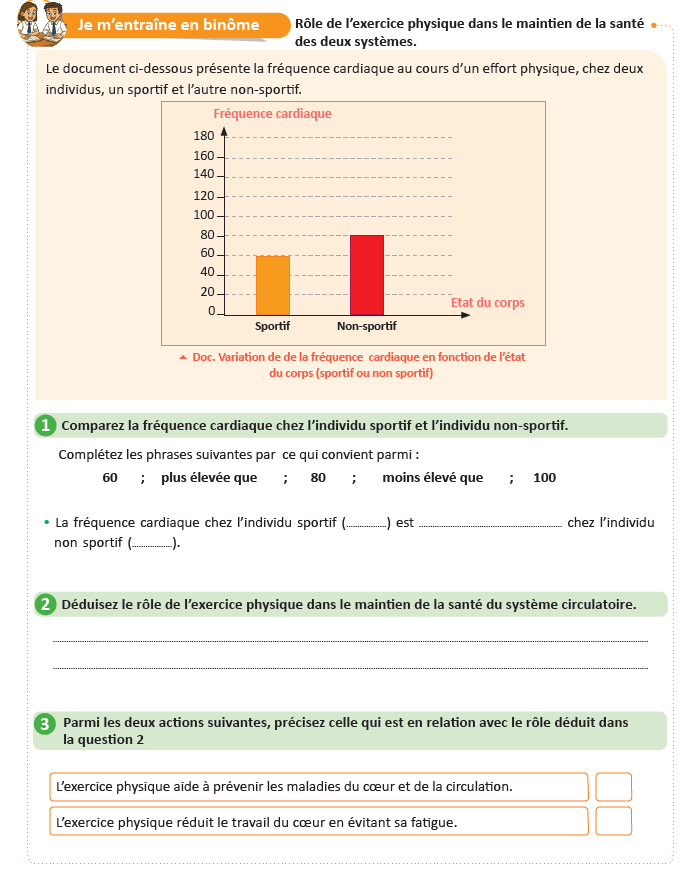 Je m’entraîne en binôme
Rôle de l’exercice physique dans le maintien de la santé
des deux systèmes.
Le document ci-dessous présente la fréquence cardiaque au cours d’un effort physique, chez deux
individus, un sportif et l’autre non-sportif.
Fréquence cardiaque
180
160
140
120
100
80
60
40
20
0
Etat du corps
Sportif Non-sportif
Doc. Variation de de la fréquence cardiaque en fonction de l’état
du corps (sportif ou non sportif)
1 Comparez la fréquence cardiaque chez l’individu sportif et l’individu non-sportif.
Complétez les phrases suivantes par ce qui convient parmi :
60 ; plus élevée que ; 80 ; moins élevé que ; 100
• La fréquence cardiaque chez l’individu sportif (................) est ...................................................... chez l’individu
non sportif (................).
2 Déduisez le rôle de l’exercice physique dans le maintien de la santé du système circulatoire.
3 Parmi les deux actions suivantes, précisez celle qui est en relation avec le rôle déduit dans
la question 2
L’exercice physique aide à prévenir les maladies du cœur et de la circulation.
L’exercice physique réduit le travail du cœur en évitant sa fatigue.